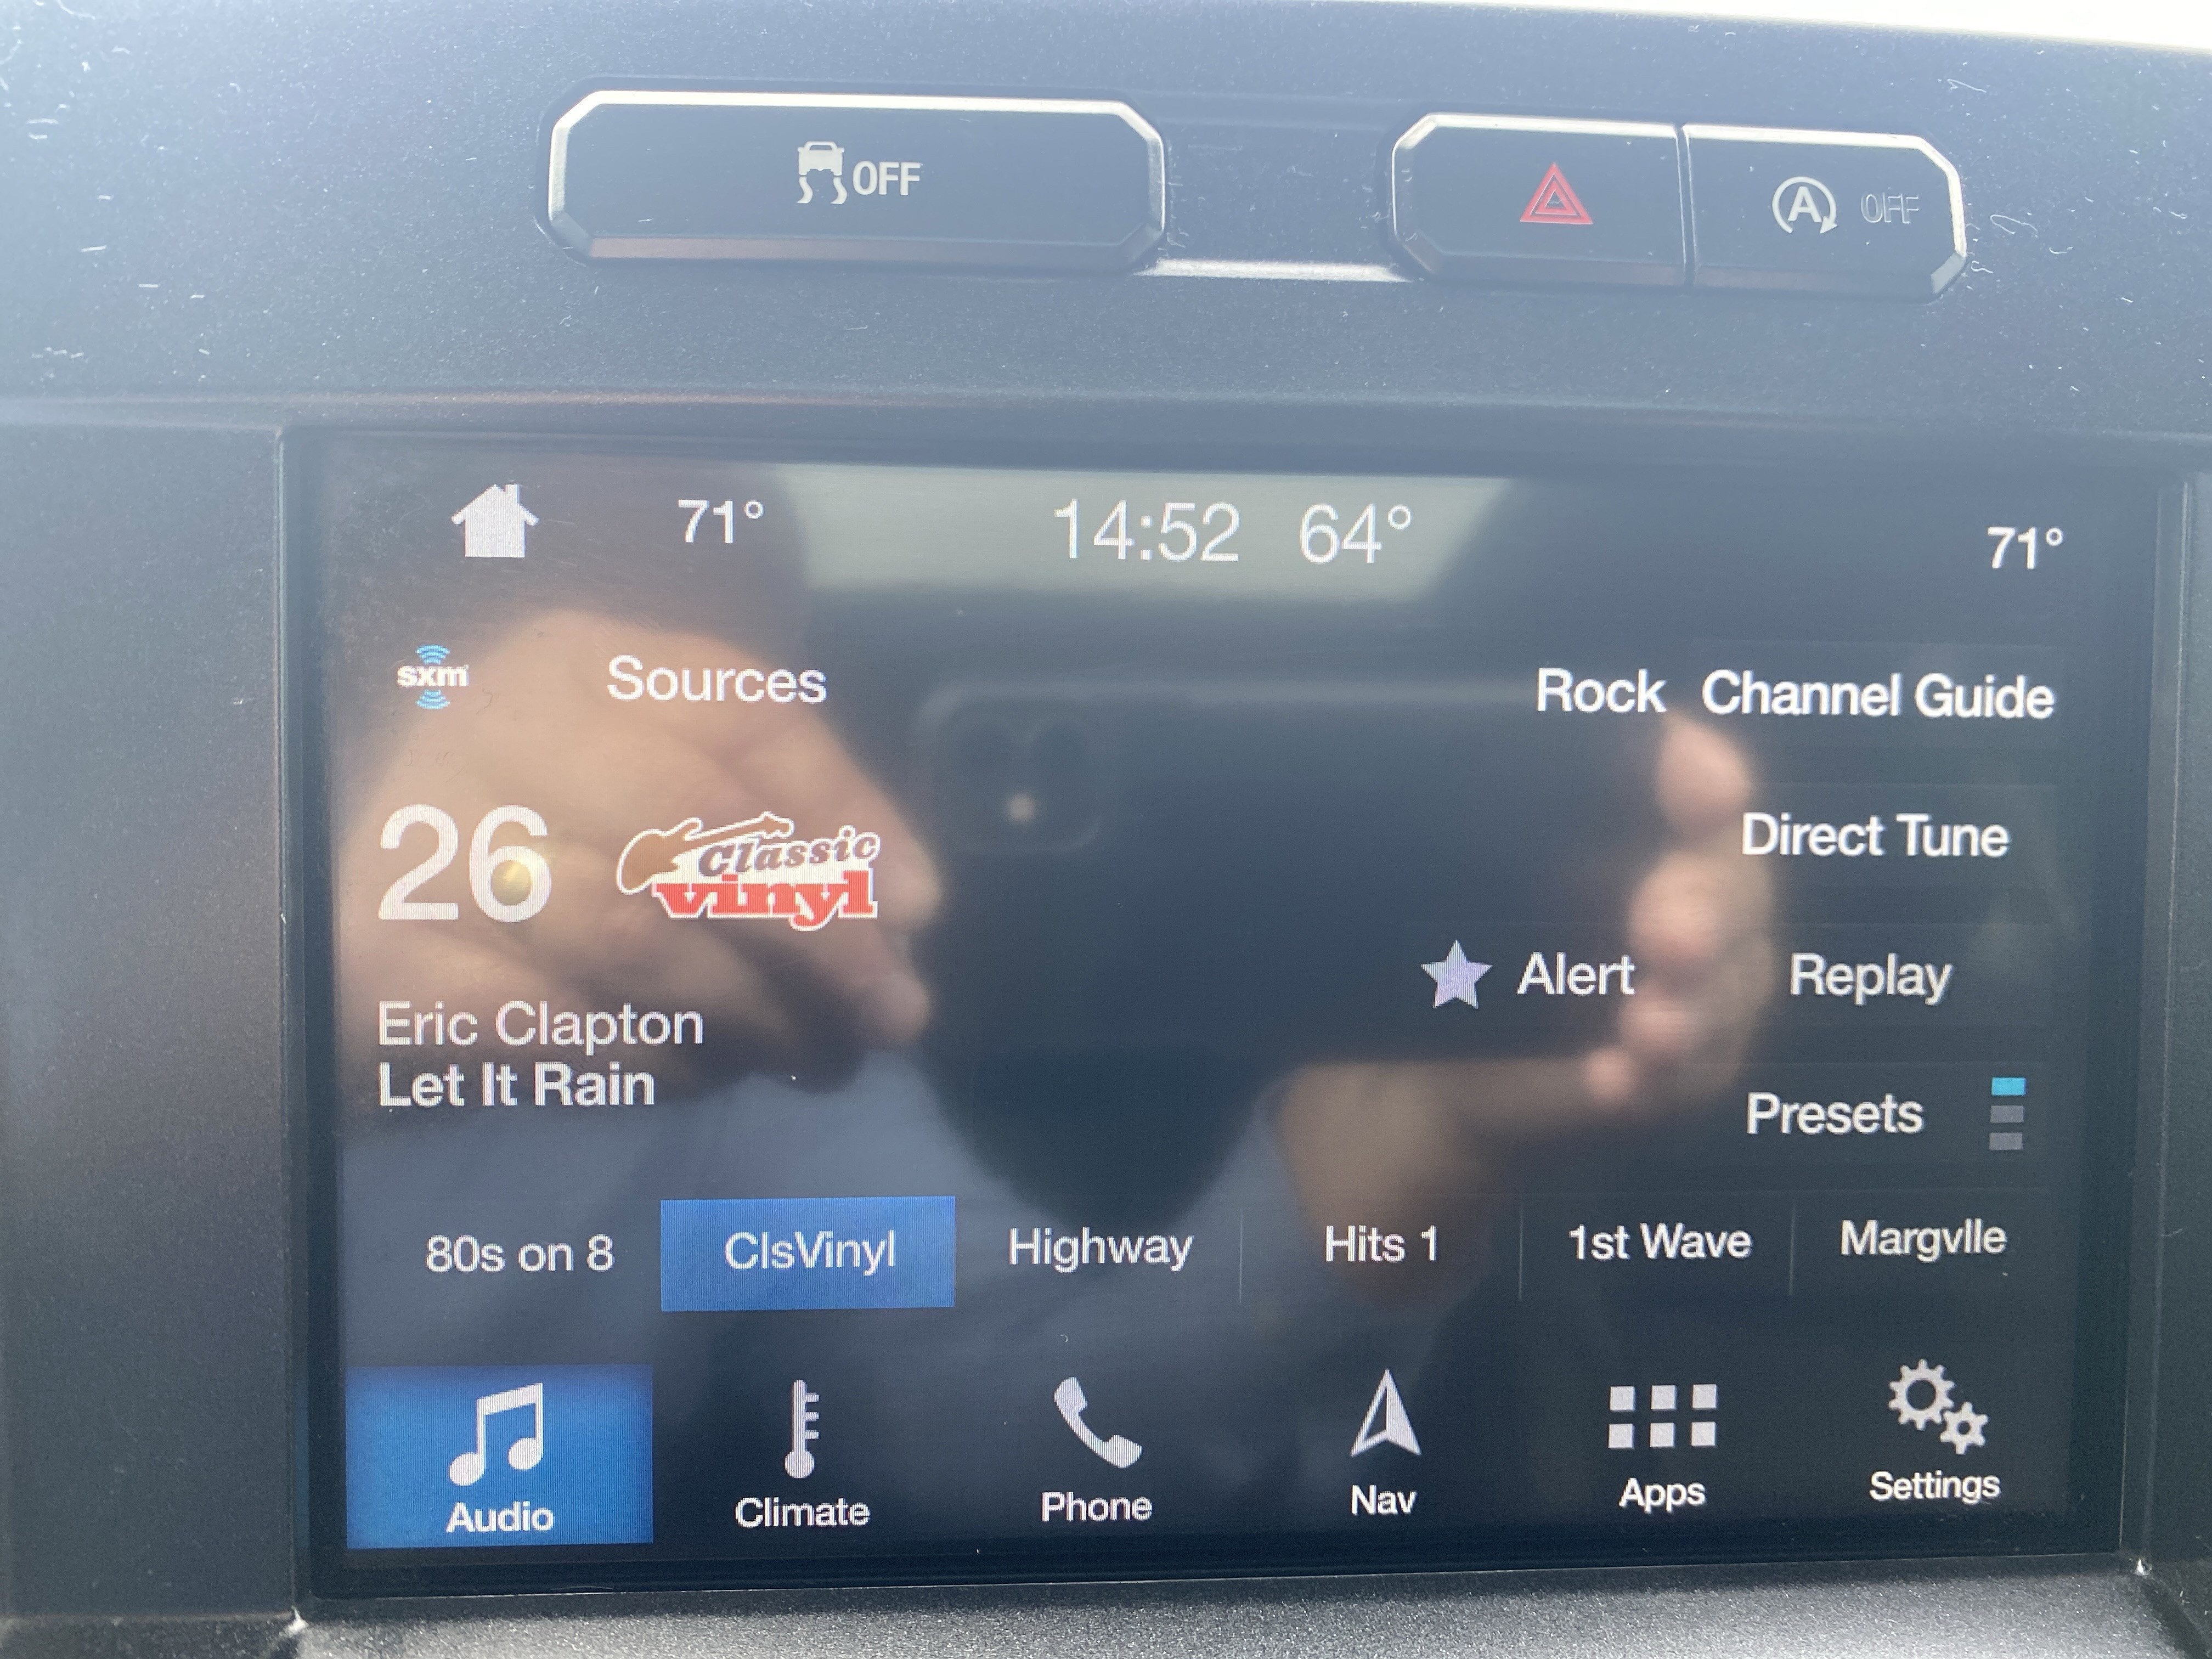 OFF
A OFF
71° 14:52 64° 71°
sxm Sources Rock Channel Guide
26 Classic vinyl Direct Tune
Alert Replay
Eric Clapton
Let It Rain
Presets
80s on 8 ClsVinyl Highway Hits 1 1st Wave Margvlle
Audio Climate Phone Nav Apps Settings